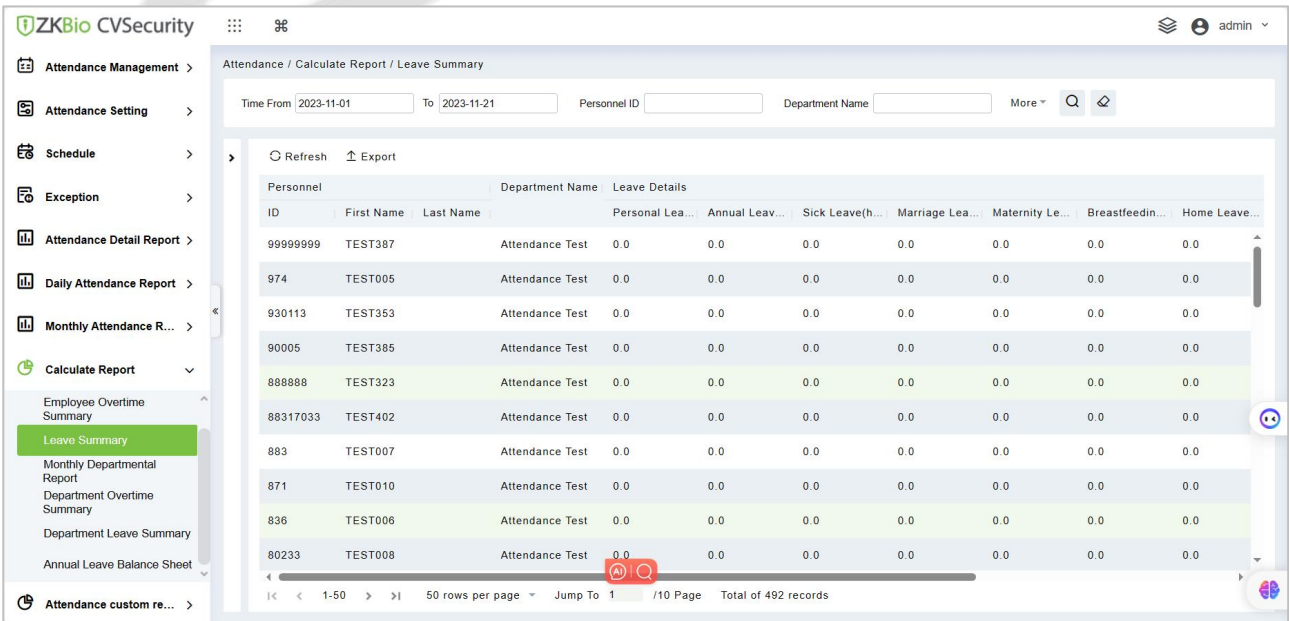 ZKBio CVSecurity
admin
Attendance Management
Attendance Setting
Schedule
Exception
Attendance Detail Report
Daily Attendance Report
Monthly Attendance R...
Calculate Report
Employee Overtime
Summary
Leave Summary
Monthly Departmental
Report
Department Overtime
Summary
Department Leave Summary
Annual Leave Balance Sheet
Attendance custom re...
Attendance / Calculate Report / Leave Summary
Time From 2023-11-01 To 2023-11-21 Personnel ID Department Name More
Refresh Export
Personnel Department Name Leave Details
ID First Name Last Name Personal Lea... Annual Leav... Sick Leave(h... Marriage Lea... Maternity Le... Breastfeedin... Home Leave...
99999999 TEST387 Attendance Test 0.0 0.0 0.0 0.0 0.0 0.0 0.0
974 TEST005 Attendance Test 0.0 0.0 0.0 0.0 0.0 0.0 0.0
930113 TEST353 Attendance Test 0.0 0.0 0.0 0.0 0.0 0.0 0.0
90005 TEST385 Attendance Test 0.0 0.0 0.0 0.0 0.0 0.0 0.0
888888 TEST323 Attendance Test 0.0 0.0 0.0 0.0 0.0 0.0 0.0
88317033 TEST402 Attendance Test 0.0 0.0 0.0 0.0 0.0 0.0 0.0
883 TEST007 Attendance Test 0.0 0.0 0.0 0.0 0.0 0.0 0.0
871 TEST010 Attendance Test 0.0 0.0 0.0 0.0 0.0 0.0 0.0
836 TEST006 Attendance Test 0.0 0.0 0.0 0.0 0.0 0.0 0.0
80233 TEST008 Attendance Test 0.0 0.0 0.0 0.0 0.0 0.0 0.0
AI
1-50 50 rows per page Jump To 1 /10 Page Total of 492 records